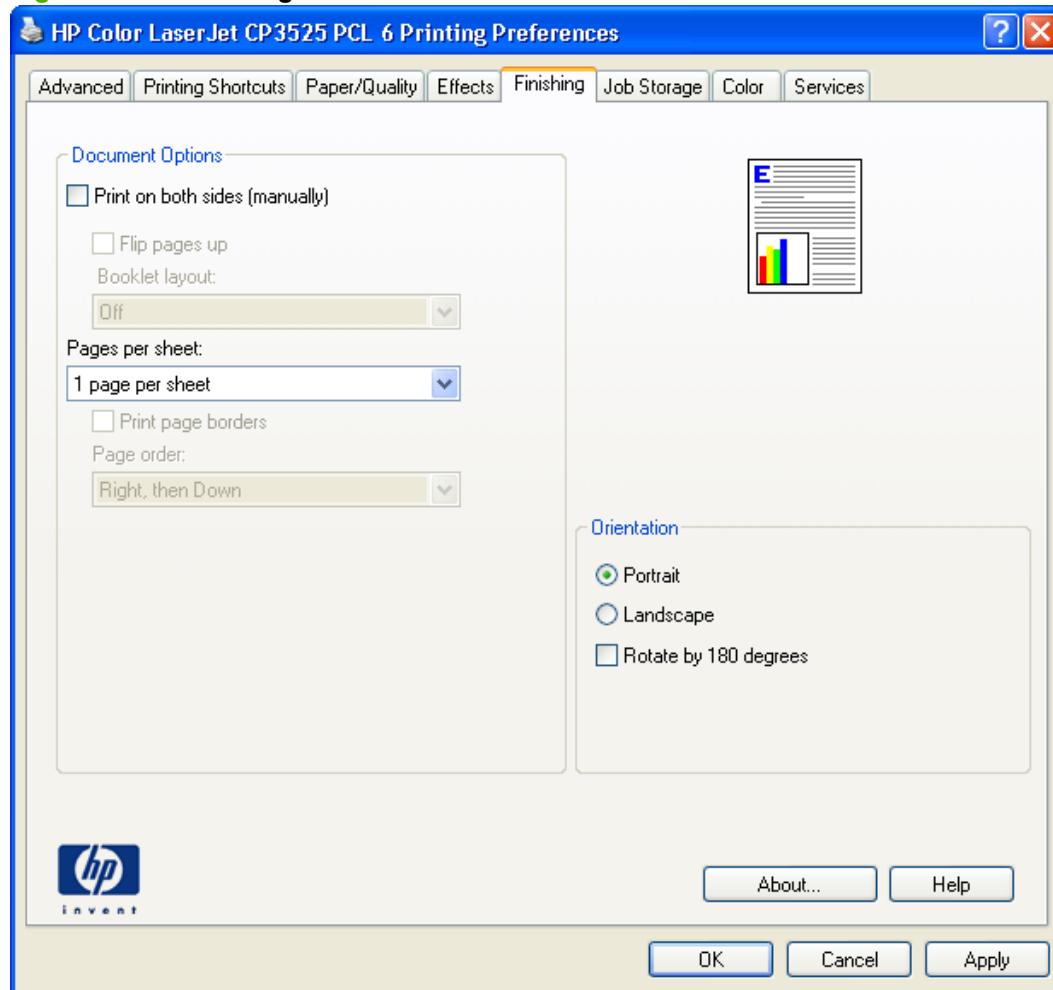 HP Color LaserJet CP3525 PCL 6 Printing Preferences
Advanced Printing Shortcuts Paper/Quality Effects Finishing Job Storage Color Services
Document Options
Print on both sides (manually)
Flip pages up
Booklet layout:
Off
Pages per sheet:
1 page per sheet
Print page borders
Page order:
Right, then Down
E
Orientation
Portrait
Landscape
Rotate by 180 degrees
hp
invent
About... Help
OK Cancel Apply